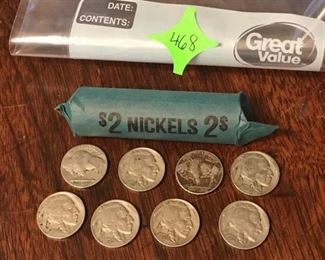 DATE:
CONTENTS:
468
Great
Value
$2 NICKELS 2$